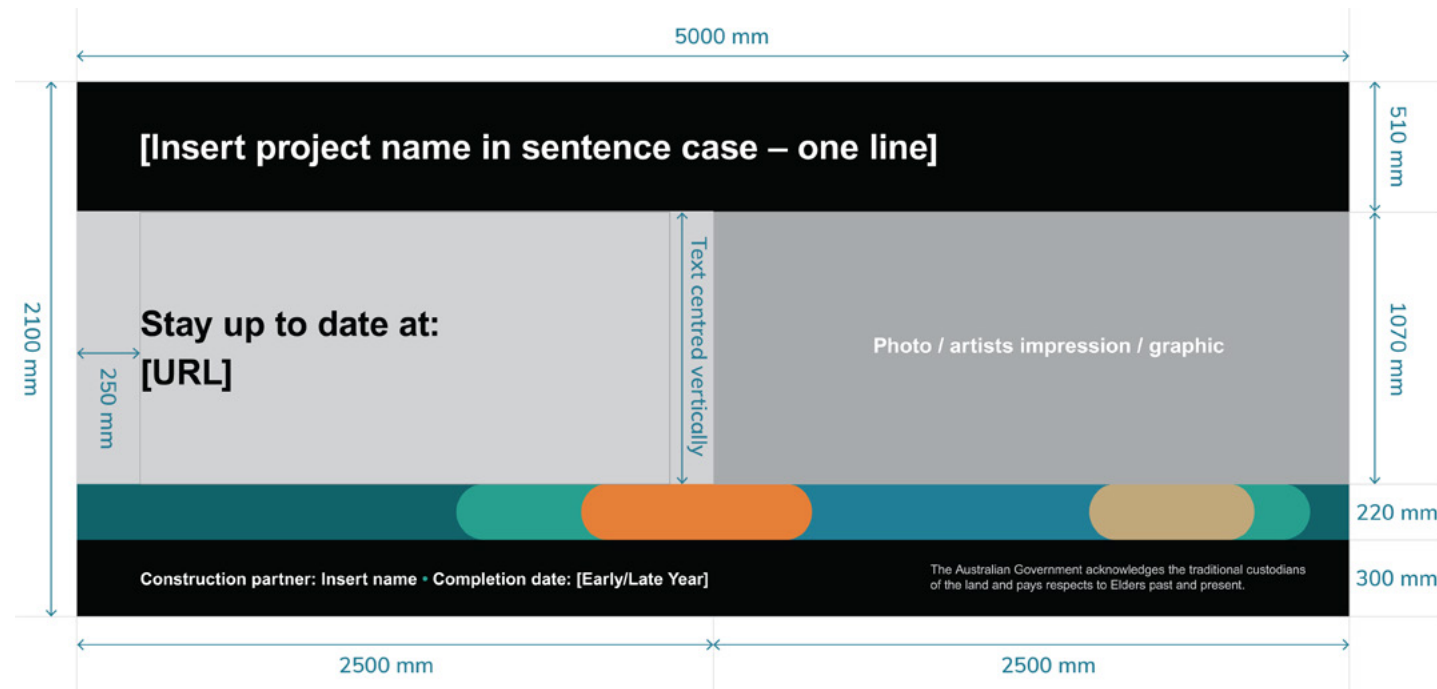 5000 mm
[Insert project name in sentence case – one line]
510 mm
2100 mm
250 mm
Stay up to date at:
[URL]
Text centred vertically
Photo / artists impression / graphic
1070 mm
220 mm
Construction partner: Insert name • Completion date: [Early/Late Year]
The Australian Government acknowledges the traditional custodians
of the land and pays respects to Elders past and present.
300 mm
2500 mm
2500 mm